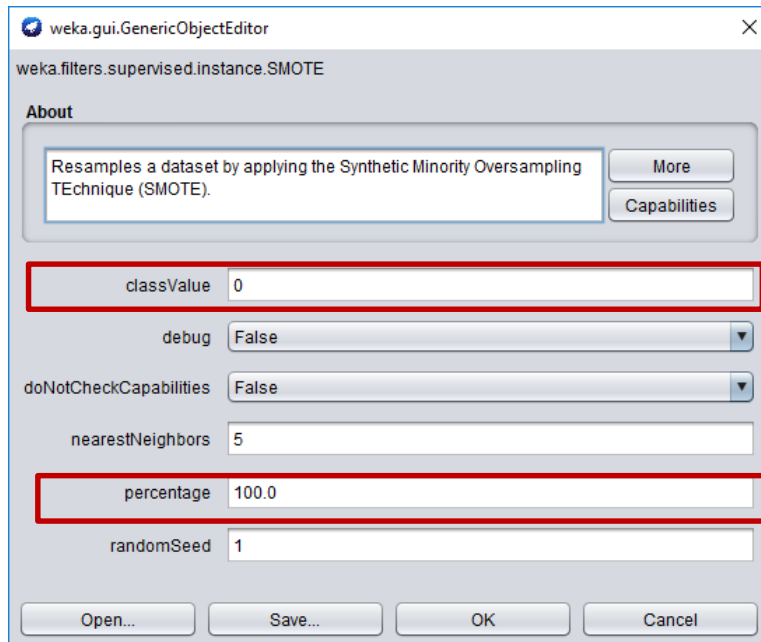 weka.gui.GenericObjectEditor
weka.filters.supervised.instance.SMOTE
About
Resamples a dataset by applying the Synthetic Minority Oversampling
TEchnique (SMOTE).
More
Capabilities
classValue 0
debug False
doNotCheckCapabilities False
nearestNeighbors 5
percentage 100.0
randomSeed 1
Open... Save... OK Cancel